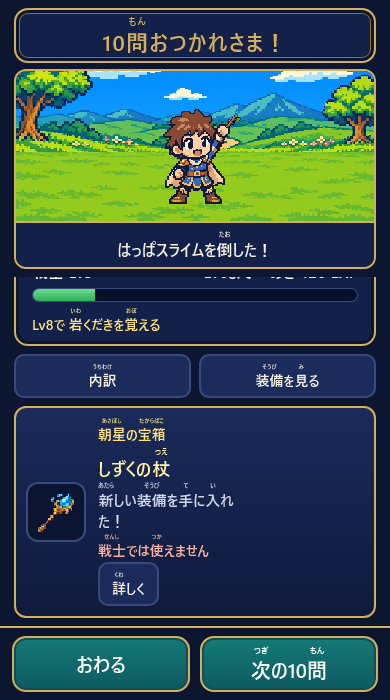 10問おつかれさま！
はっぱスライムを倒した！
Lv8で 岩くだきを覚える
内訳
装備を見る
朝星の宝箱
しずくの杖
新しい装備を手に入れ
た！
戦士では使えません
詳しく
おわる
次の10問